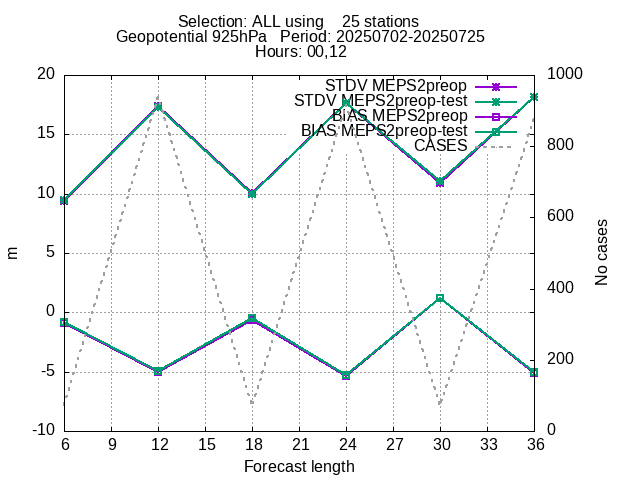 Selection: ALL using    25 stations
Geopotential 925hPa   Period: 20250702-20250725
Hours: 00,12
STDV MEPS2preop
STDV MEPS2preop-test
BIAS MEPS2preop
BIAS MEPS2preop-test
CASES
20
15
10
5
0
-5
-10
m
1000
800
600
400
200
0
No cases
6 9 12 15 18 21 24 27 30 33 36
Forecast length